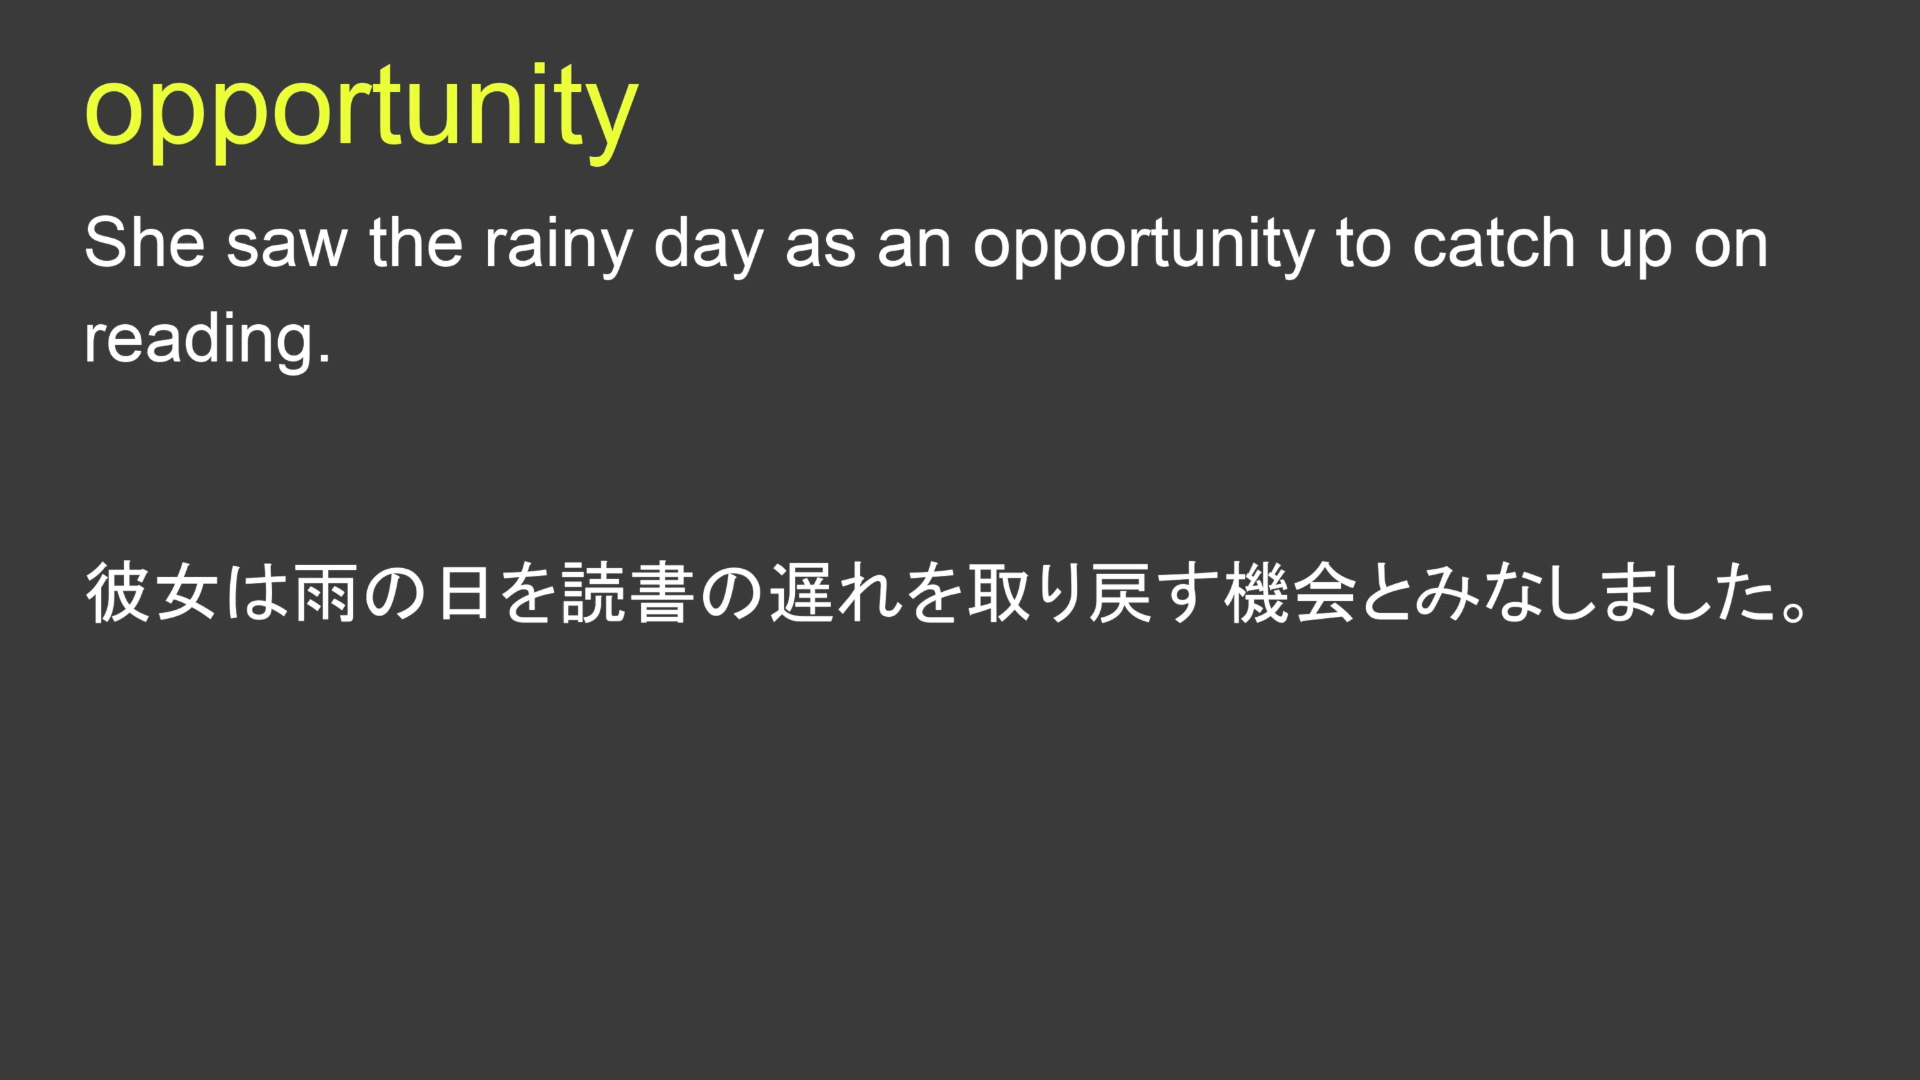 opportunity
She saw the rainy day as an opportunity to catch up on
reading.
彼女は雨の日を読書の遅れを取り戻す機会とみなしました。